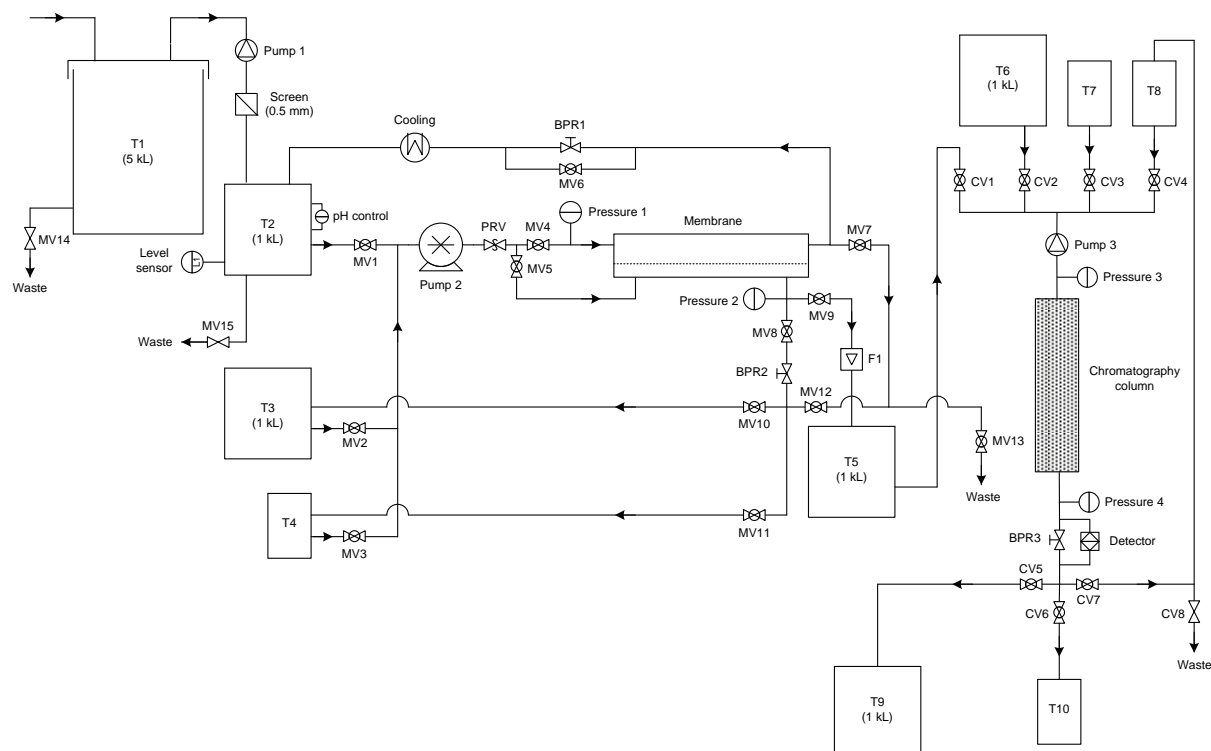 Pump 1
Screen
(0.5 mm)
T1
(5 kL)
MV14
Waste
T2
(1 kL)
pH control
Level
sensor
LT
MV15
Waste
Cooling
BPR1
MV6
MV1
Pump 2
PRV
MV4
MV5
Pressure 1
Membrane
MV7
Pressure 2
MV9
MV8
F1
BPR2
MV12
MV10
T3
(1 kL)
MV2
T4
MV3
MV11
T5
(1 kL)
MV13
Waste
T6
(1 kL)
T7
T8
CV1
CV2
CV3
CV4
Pump 3
Pressure 3
Chromatography
column
Pressure 4
BPR3
Detector
CV5
CV7
CV6
CV8
Waste
T9
(1 kL)
T10